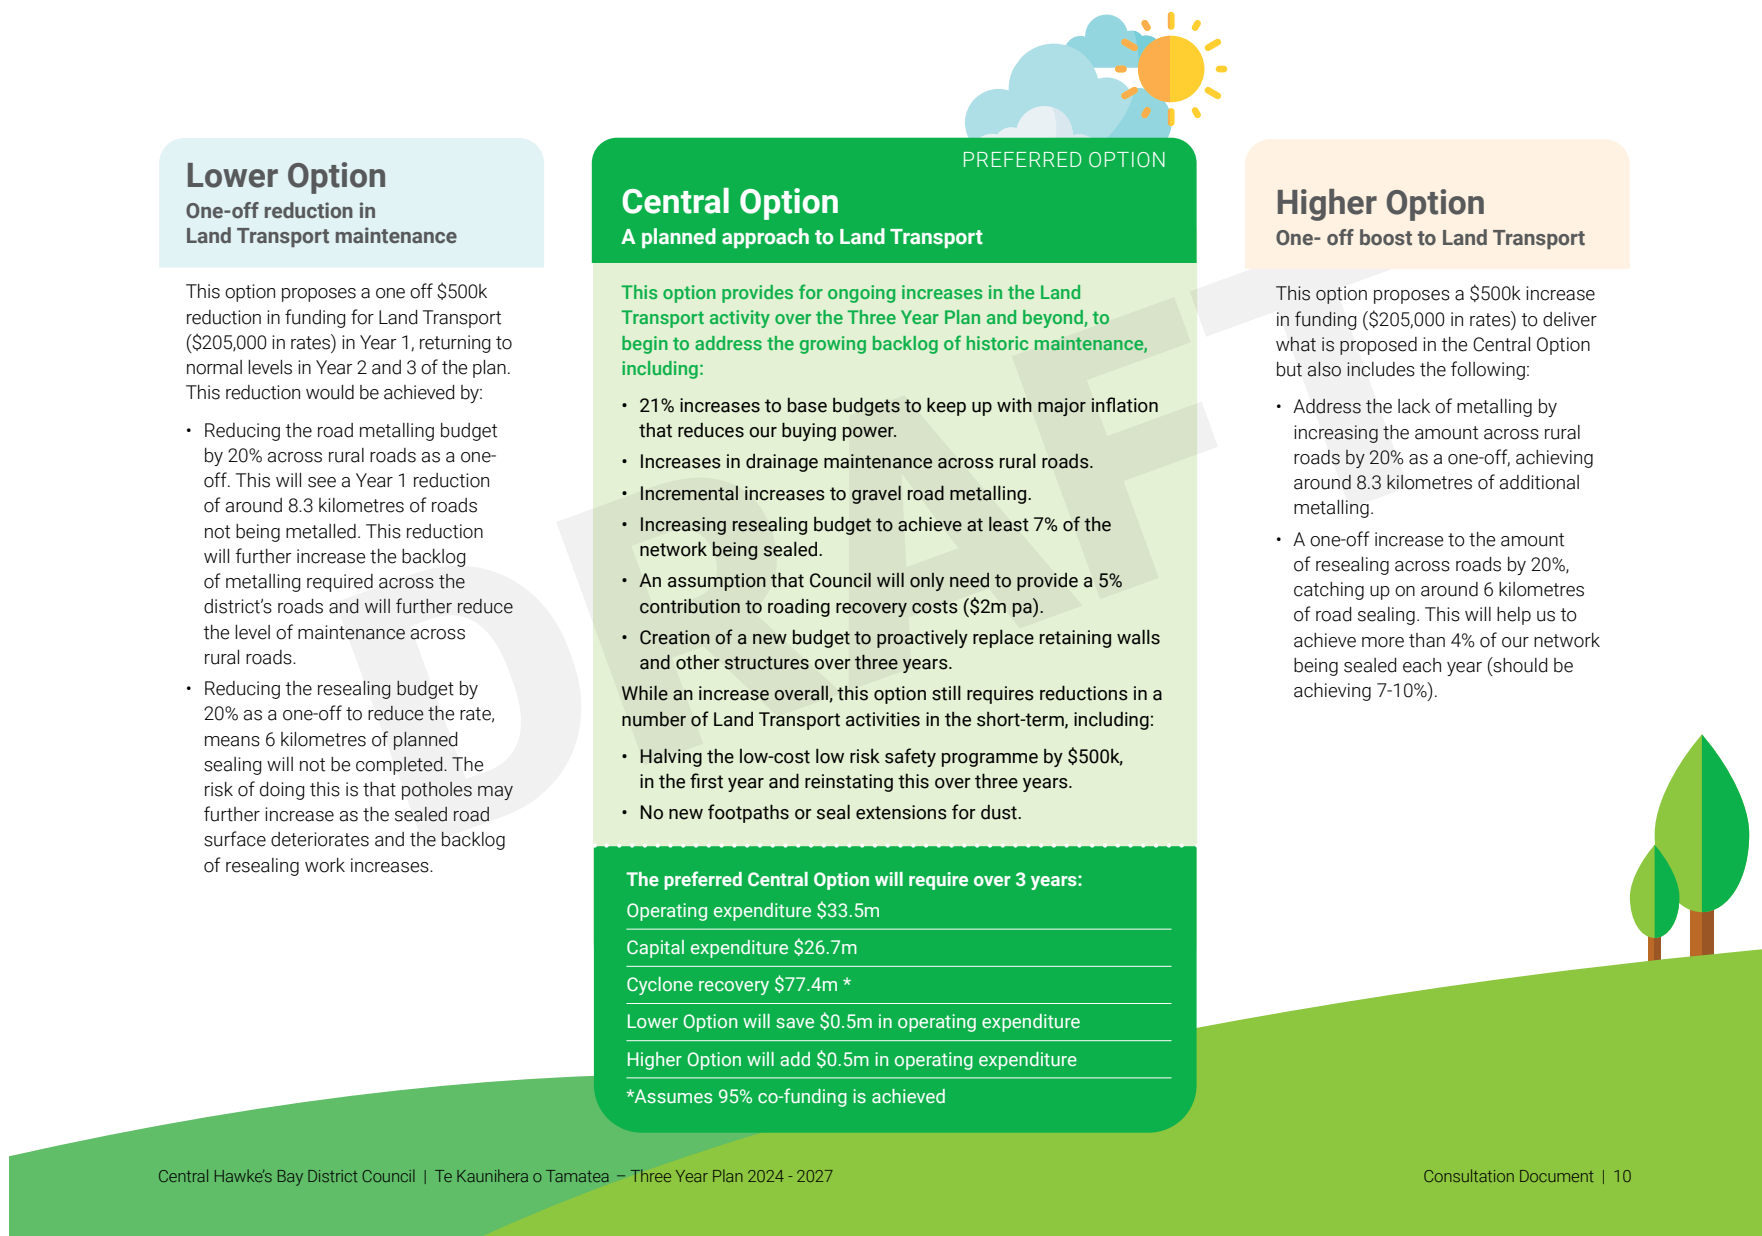 Lower Option
One-off reduction in
Land Transport maintenance
This option proposes a one off $500k
reduction in funding for Land Transport
($205,000 in rates) in Year 1, returning to
normal levels in Year 2 and 3 of the plan.
This reduction would be achieved by:
• Reducing the road metalling budget
by 20% across rural roads as a one-
off. This will see a Year 1 reduction
of around 8.3 kilometres of roads
not being metalled. This reduction
will further increase the backlog
of metalling required across the
district's roads and will further reduce
the level of maintenance across
rural roads.
• Reducing the resealing budget by
20% as a one-off to reduce the rate,
means 6 kilometres of planned
sealing will not be completed. The
risk of doing this is that potholes may
further increase as the sealed road
surface deteriorates and the backlog
of resealing work increases.
PREFERRED OPTION
Central Option
A planned approach to Land Transport
This option provides for ongoing increases in the Land
Transport activity over the Three Year Plan and beyond, to
begin to address the growing backlog of historic maintenance,
including:
• 21% increases to base budgets to keep up with major inflation
that reduces our buying power.
• Increases in drainage maintenance across rural roads.
• Incremental increases to gravel road metalling.
• Increasing resealing budget to achieve at least 7% of the
network being sealed.
• An assumption that Council will only need to provide a 5%
contribution to roading recovery costs ($2m pa).
• Creation of a new budget to proactively replace retaining walls
and other structures over three years.
While an increase overall, this option still requires reductions in a
number of Land Transport activities in the short-term, including:
• Halving the low-cost low risk safety programme by $500k,
in the first year and reinstating this over three years.
• No new footpaths or seal extensions for dust.
The preferred Central Option will require over 3 years:
Operating expenditure $33.5m
Capital expenditure $26.7m
Cyclone recovery $77.4m *
Lower Option will save $0.5m in operating expenditure
Higher Option will add $0.5m in operating expenditure
*Assumes 95% co-funding is achieved
Higher Option
One- off boost to Land Transport
This option proposes a $500k increase
in funding ($205,000 in rates) to deliver
what is proposed in the Central Option
but also includes the following:
• Address the lack of metalling by
increasing the amount across rural
roads by 20% as a one-off, achieving
around 8.3 kilometres of additional
metalling.
• A one-off increase to the amount
of resealing across roads by 20%,
catching up on around 6 kilometres
of road sealing. This will help us to
achieve more than 4% of our network
being sealed each year (should be
achieving 7-10%).
DRAFT
Central Hawke's Bay District Council | Te Kaunihera o Tamatea – Three Year Plan 2024 - 2027
Consultation Document | 10